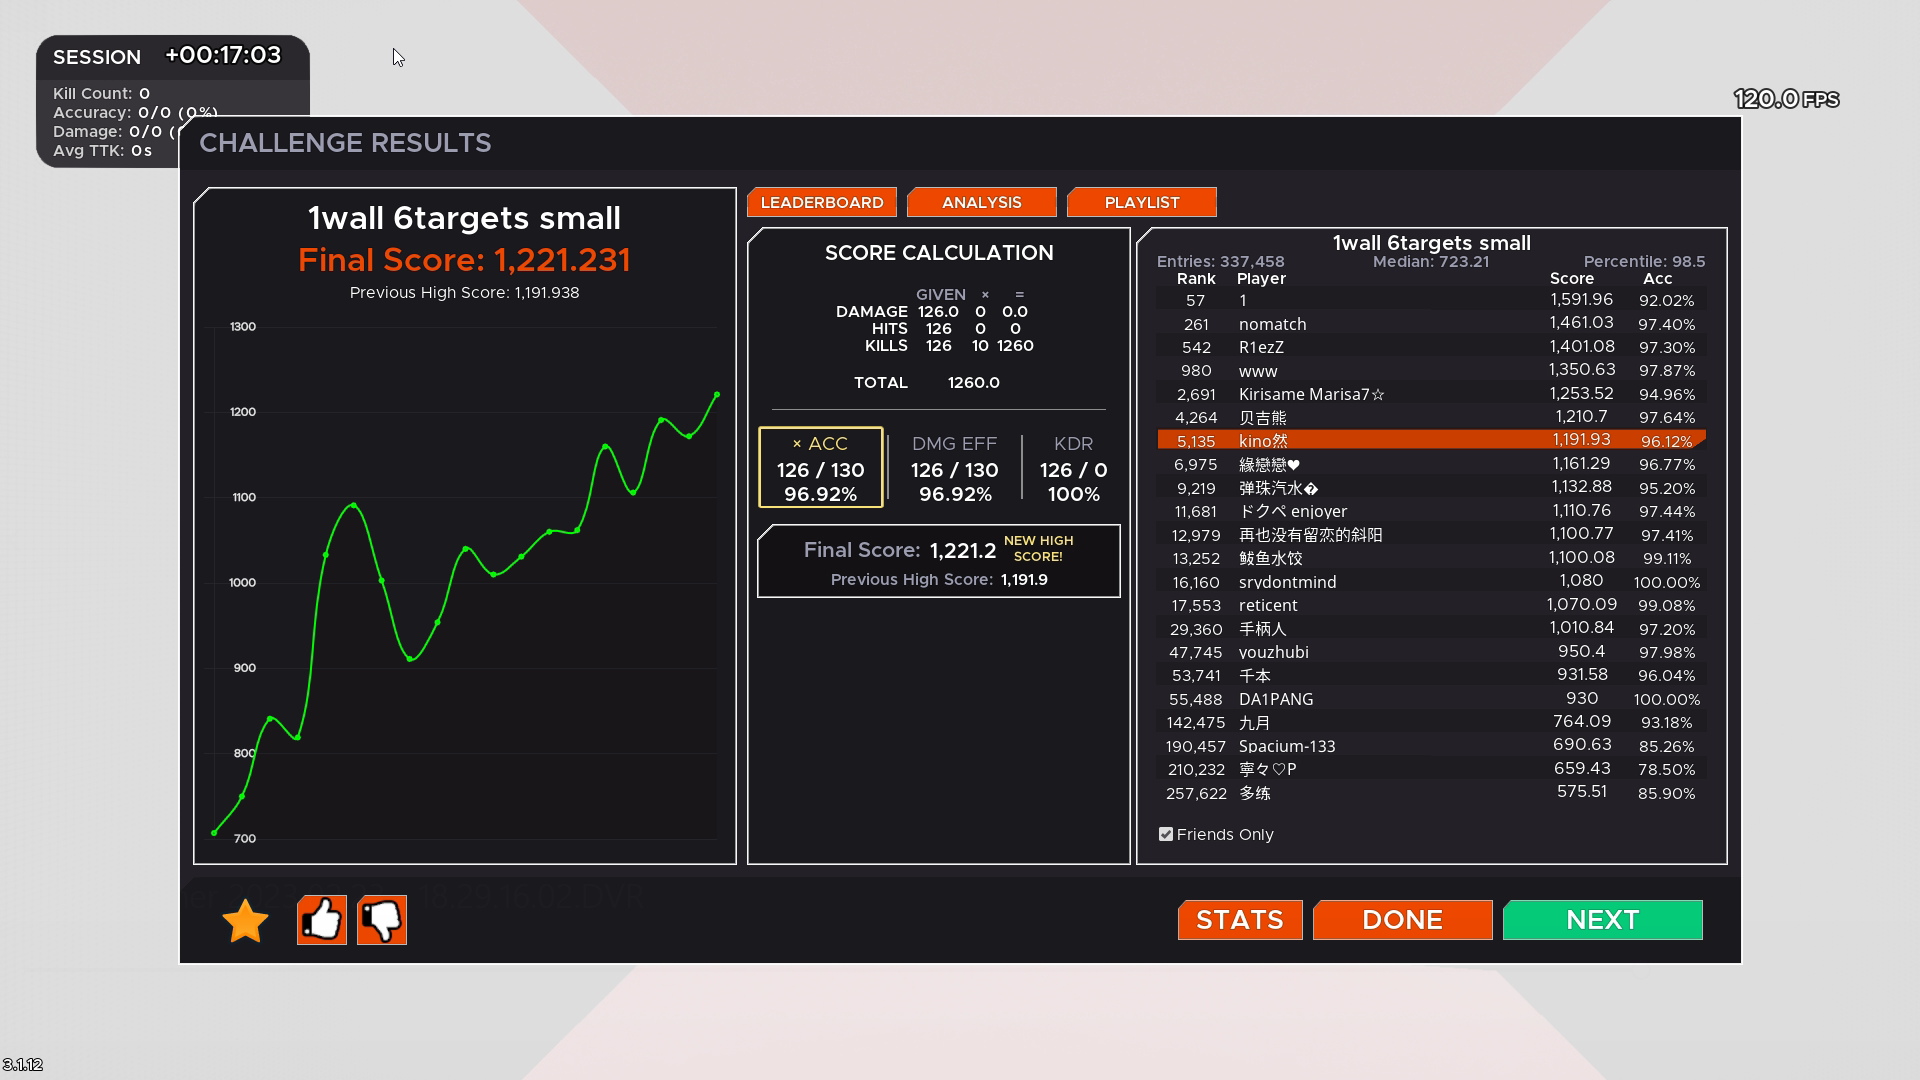 SESSION +00:17:03
Kill Count: 0
Accuracy: 0/0 (0%)
Damage: 0/0 (
Avg TTK: 0s
120.0 FPS
CHALLENGE RESULTS
1wall 6targets small
Final Score: 1,221.231
Previous High Score: 1,191.938
1300
1200
1100
1000
900
800
700
LEADERBOARD ANALYSIS PLAYLIST
SCORE CALCULATION
GIVEN × =
DAMAGE 126.0 0 0.0
HITS 126 0 0
KILLS 126 10 1260
TOTAL 1260.0
× ACC DMG EFF KDR
126 / 130 126 / 130 126 / 0
96.92% 96.92% 100%
Final Score: 1,221.2 NEW HIGH SCORE!
Previous High Score: 1,191.9
1wall 6targets small
Entries: 337,458 Median: 723.21 Percentile: 98.5
Rank Player Score Acc
57 1 1,591.96 92.02%
261 nomatch 1,461.03 97.40%
542 R1ezZ 1,401.08 97.30%
980 www 1,350.63 97.87%
2,691 Kirisame Marisa7☆ 1,253.52 94.96%
4,264 贝吉熊 1,210.7 97.64%
5,135 kino然 1,191.93 96.12%
6,975 緣戀戀♥ 1,161.29 96.77%
9,219 弹珠汽水� 1,132.88 95.20%
11,681 ドクペ enjoyer 1,110.76 97.44%
12,979 再也没有留恋的斜阳 1,100.77 97.41%
13,252 鲅鱼水饺 1,100.08 99.11%
16,160 srydontmind 1,080 100.00%
17,553 reticent 1,070.09 99.08%
29,360 手柄人 1,010.84 97.20%
47,745 youzhubi 950.4 97.98%
53,741 千本 931.58 96.04%
55,488 DA1PANG 930 100.00%
142,475 九月 764.09 93.18%
190,457 Spacium-133 690.63 85.26%
210,232 寧々♡P 659.43 78.50%
257,622 多练 575.51 85.90%
Friends Only
STATS DONE NEXT
3.1.12